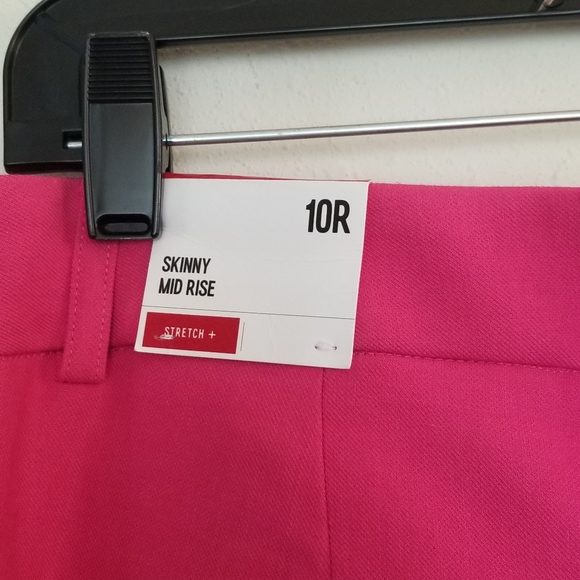 10R
SKINNY
MID RISE
STRETCH +